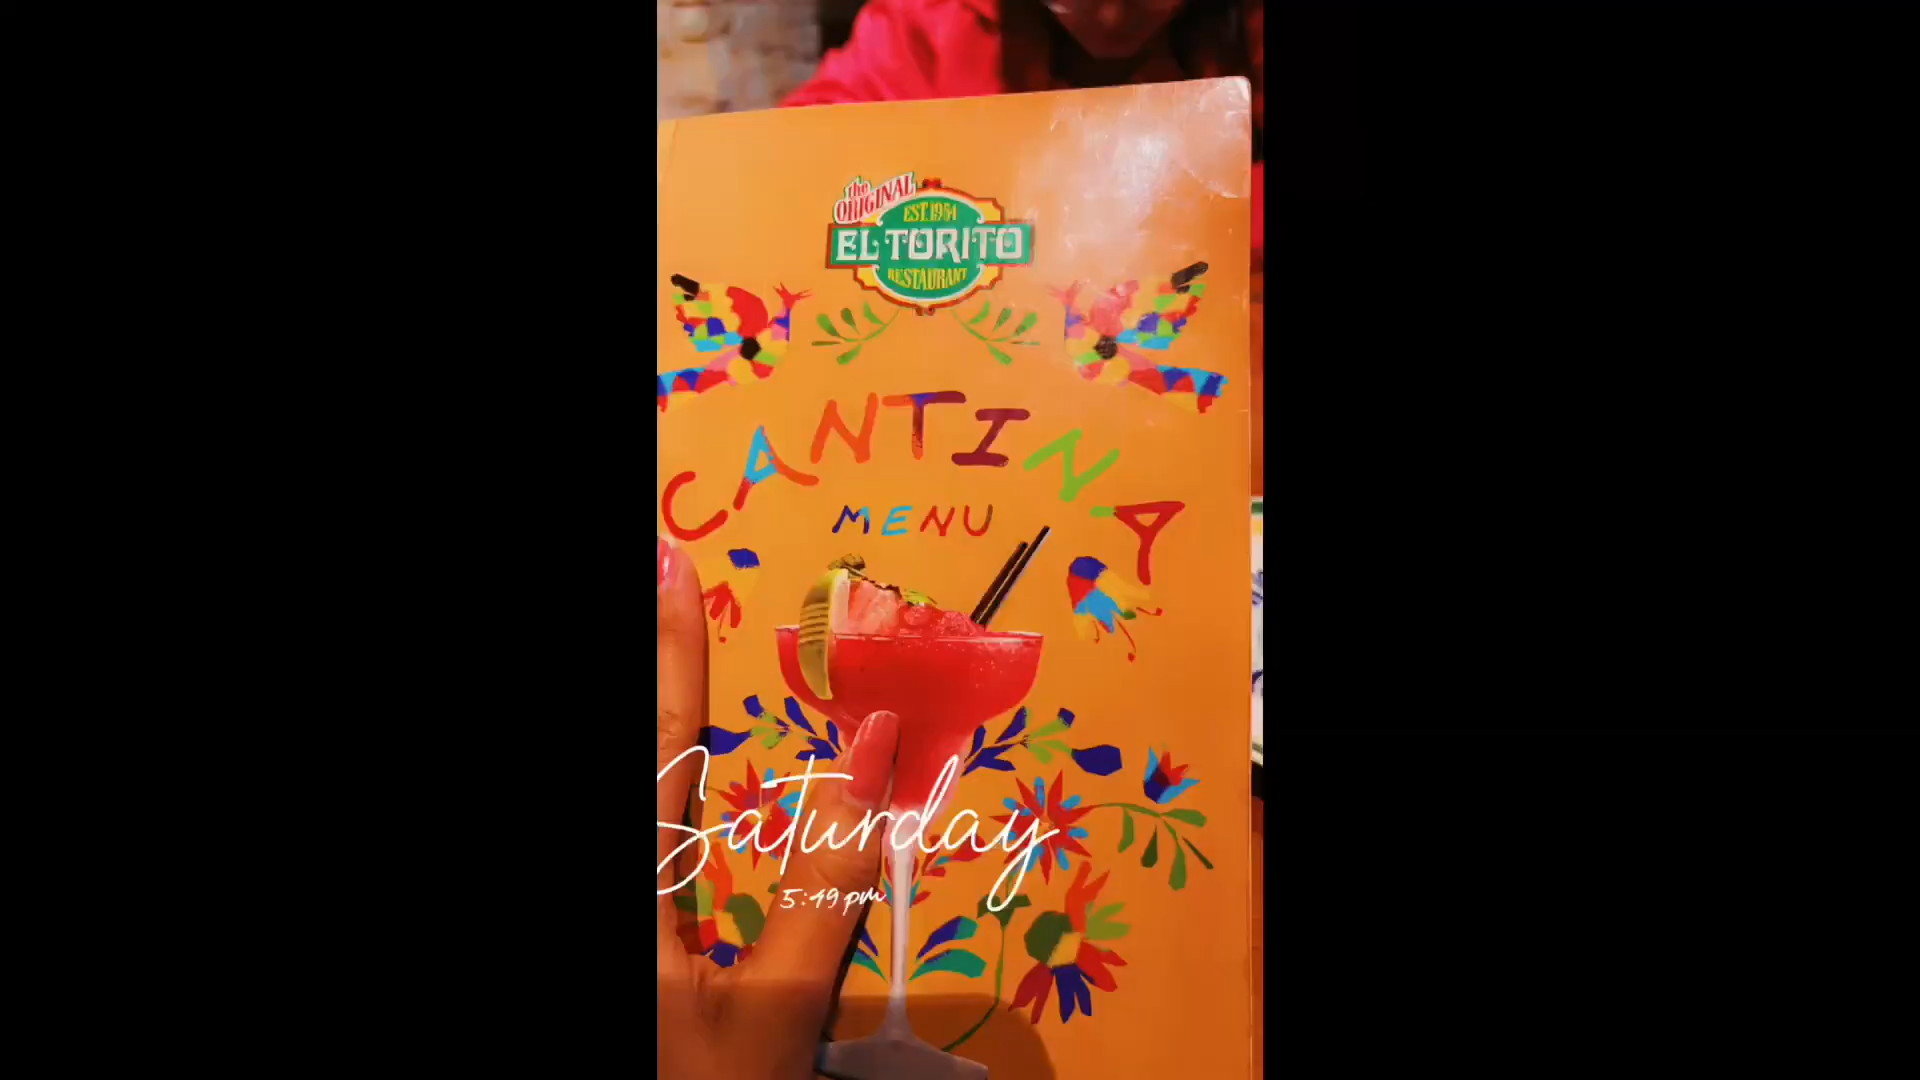 the
ORIGINAL
EST. 1954
EL TORITO
RESTAURANT
CANTINA
MENU
Saturday
5:49 pm